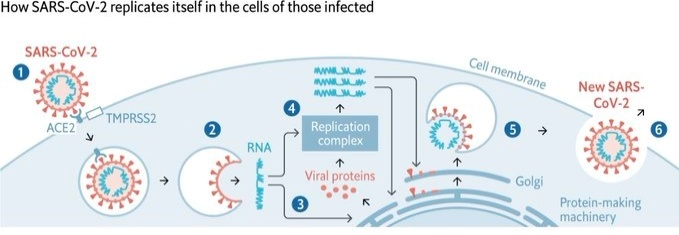 How SARS-CoV-2 replicates itself in the cells of those infected
SARS-CoV-2
1
ACE2
TMPRSS2
2
RNA
3
4
Replication
complex
Viral proteins
Cell membrane
5
Golgi
Protein-making
machinery
New SARS-
CoV-2
6